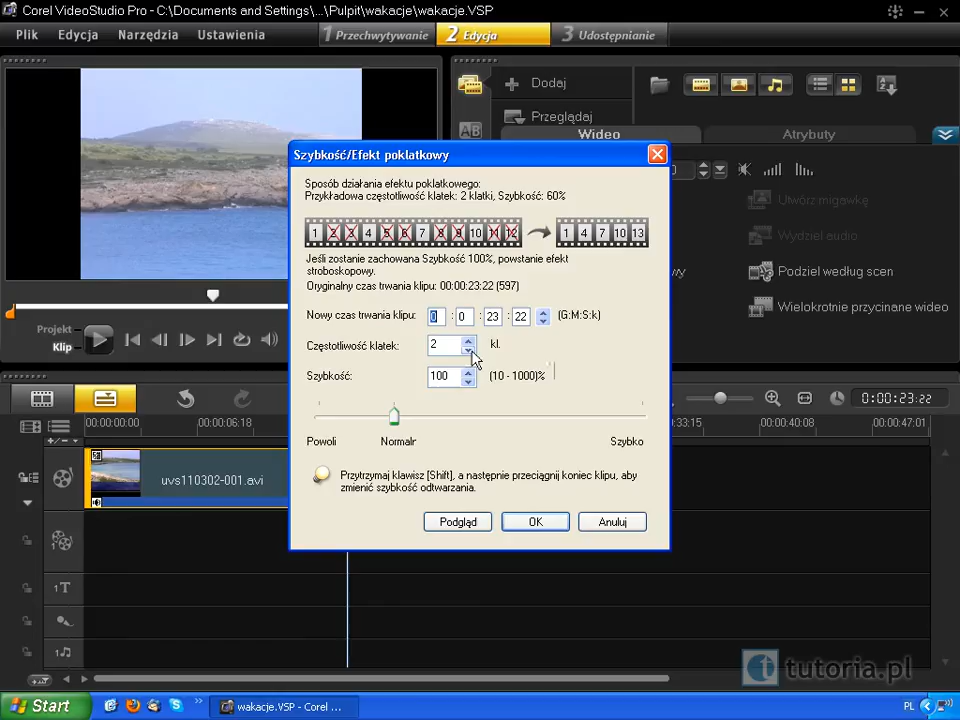 Corel VideoStudio Pro - C:\Documents and Settings\...\Pulpit\wakacje\wakacje.VSP
Plik Edycja Narzędzia Ustawienia 1 Przechwytywanie 2 Edycja 3 Udostępnianie
Dodaj
AB Przeglądaj
Wideo Atrybuty
Utwórz migawkę
Wydziel audio
Podziel według scen
Wielokrotnie przycinane wideo
Szybkość/Efekt poklatkowy
Sposób działania efektu poklatkowego:
Przykładowa częstotliwość klatek: 2 klatki, Szybkość: 60%
1 2 3 4 5 6 7 8 9 10 11 12 1 4 7 10 13
Jeśli zostanie zachowana Szybkość 100%, powstanie efekt
stroboskopowy.
Oryginalny czas trwania klipu: 00:00:23:22 (597)
Nowy czas trwania klipu: 0 : 0 : 23 : 22 (G:M:S:k)
Częstotliwość klatek: 2 kl.
Szybkość: 100 (10 - 1000)%
Powoli Normalr Szybko
Przytrzymaj klawisz [Shift], a następnie przeciągnij koniec klipu, aby
zmienić szybkość odtwarzania.
Podgląd OK Anuluj
Projekt
Klip
0:00:23:22
00:00:00:00 00:00:06:18 :33:15 00:00:40:08 00:00:47:01
uvs110302-001.avi
1T
tutoria.pl
Start wakacje.VSP - Corel ... PL